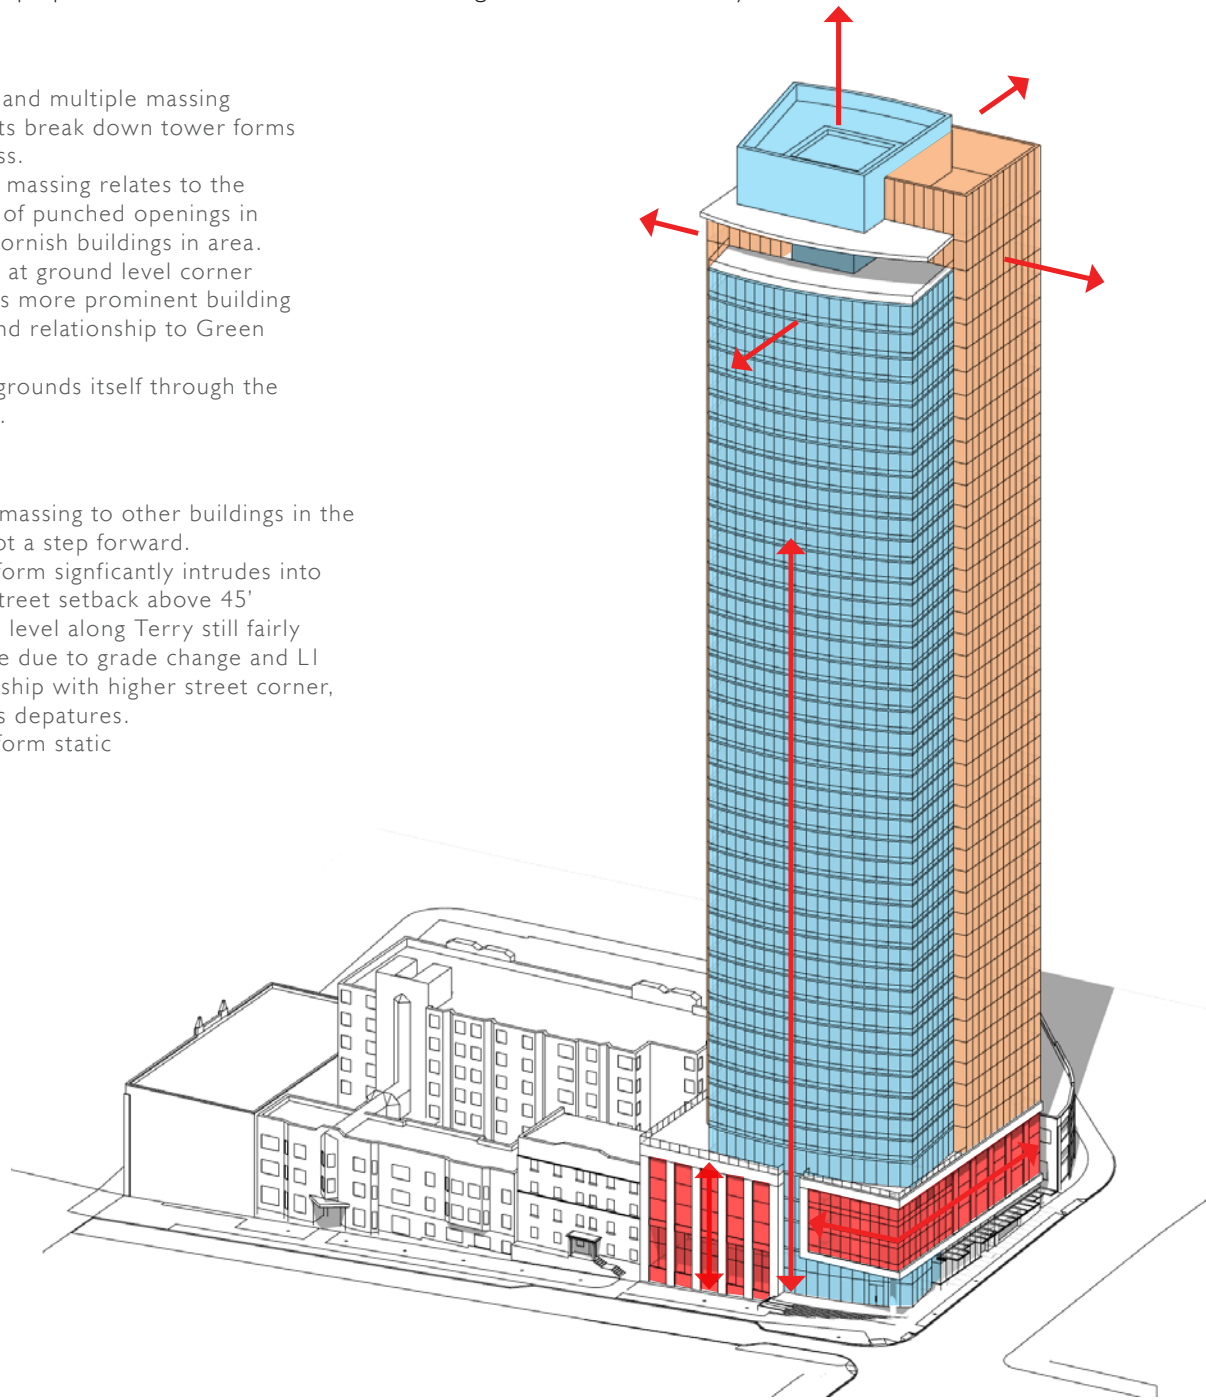 and multiple massing
ts break down tower forms
ss.
massing relates to the
of punched openings in
ornish buildings in area.
at ground level corner
s more prominent building
nd relationship to Green
grounds itself through the
.
massing to other buildings in the
ot a step forward.
form signficantly intrudes into
treet setback above 45'
level along Terry still fairly
e due to grade change and L1
ship with higher street corner,
s depatures.
form static